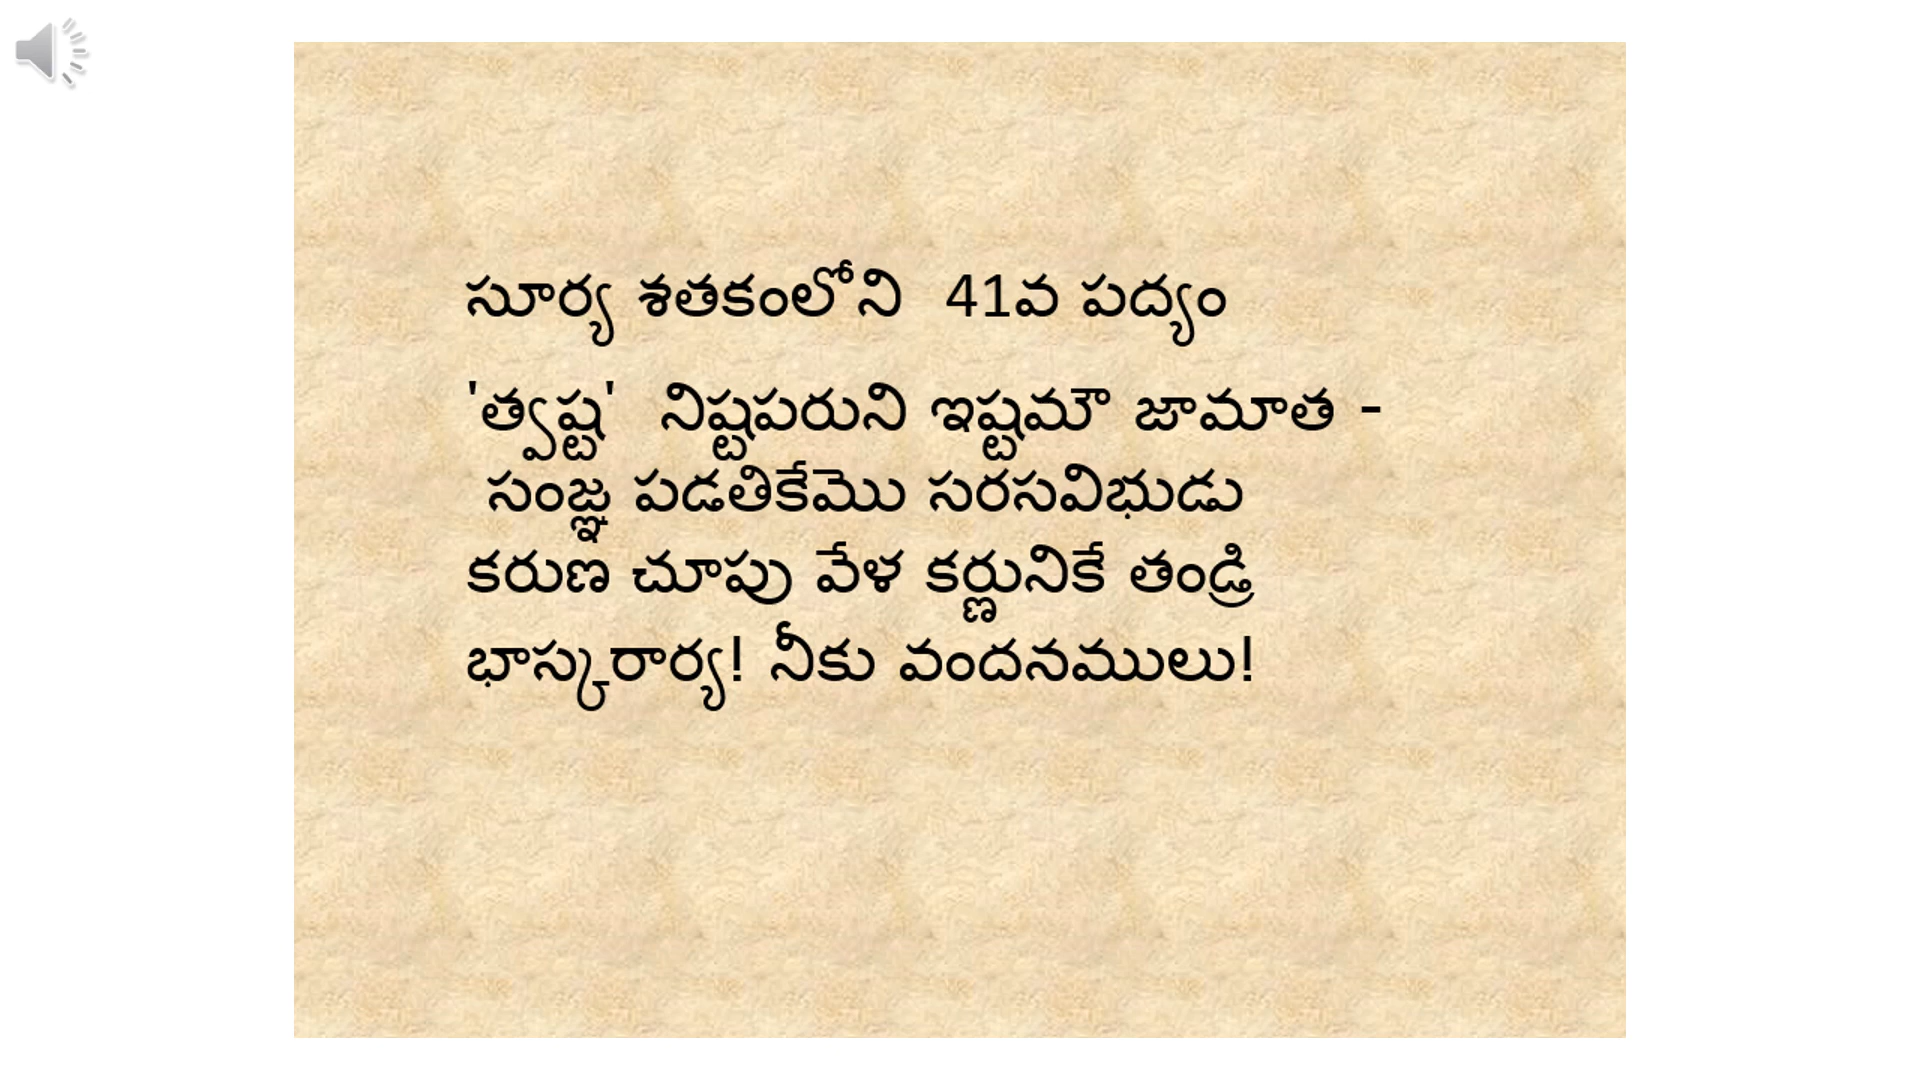 సూర్య శతకంలోని 41వ పద్యం
'త్వష్ట' నిష్టపరుని ఇష్టమౌ జామాత -
సంజ్ఞ పడతికేమొ సరసవిభుడు
కరుణ చూపు వేళ కర్ణునికే తండ్రి
భాస్కరార్య! నీకు వందనములు!